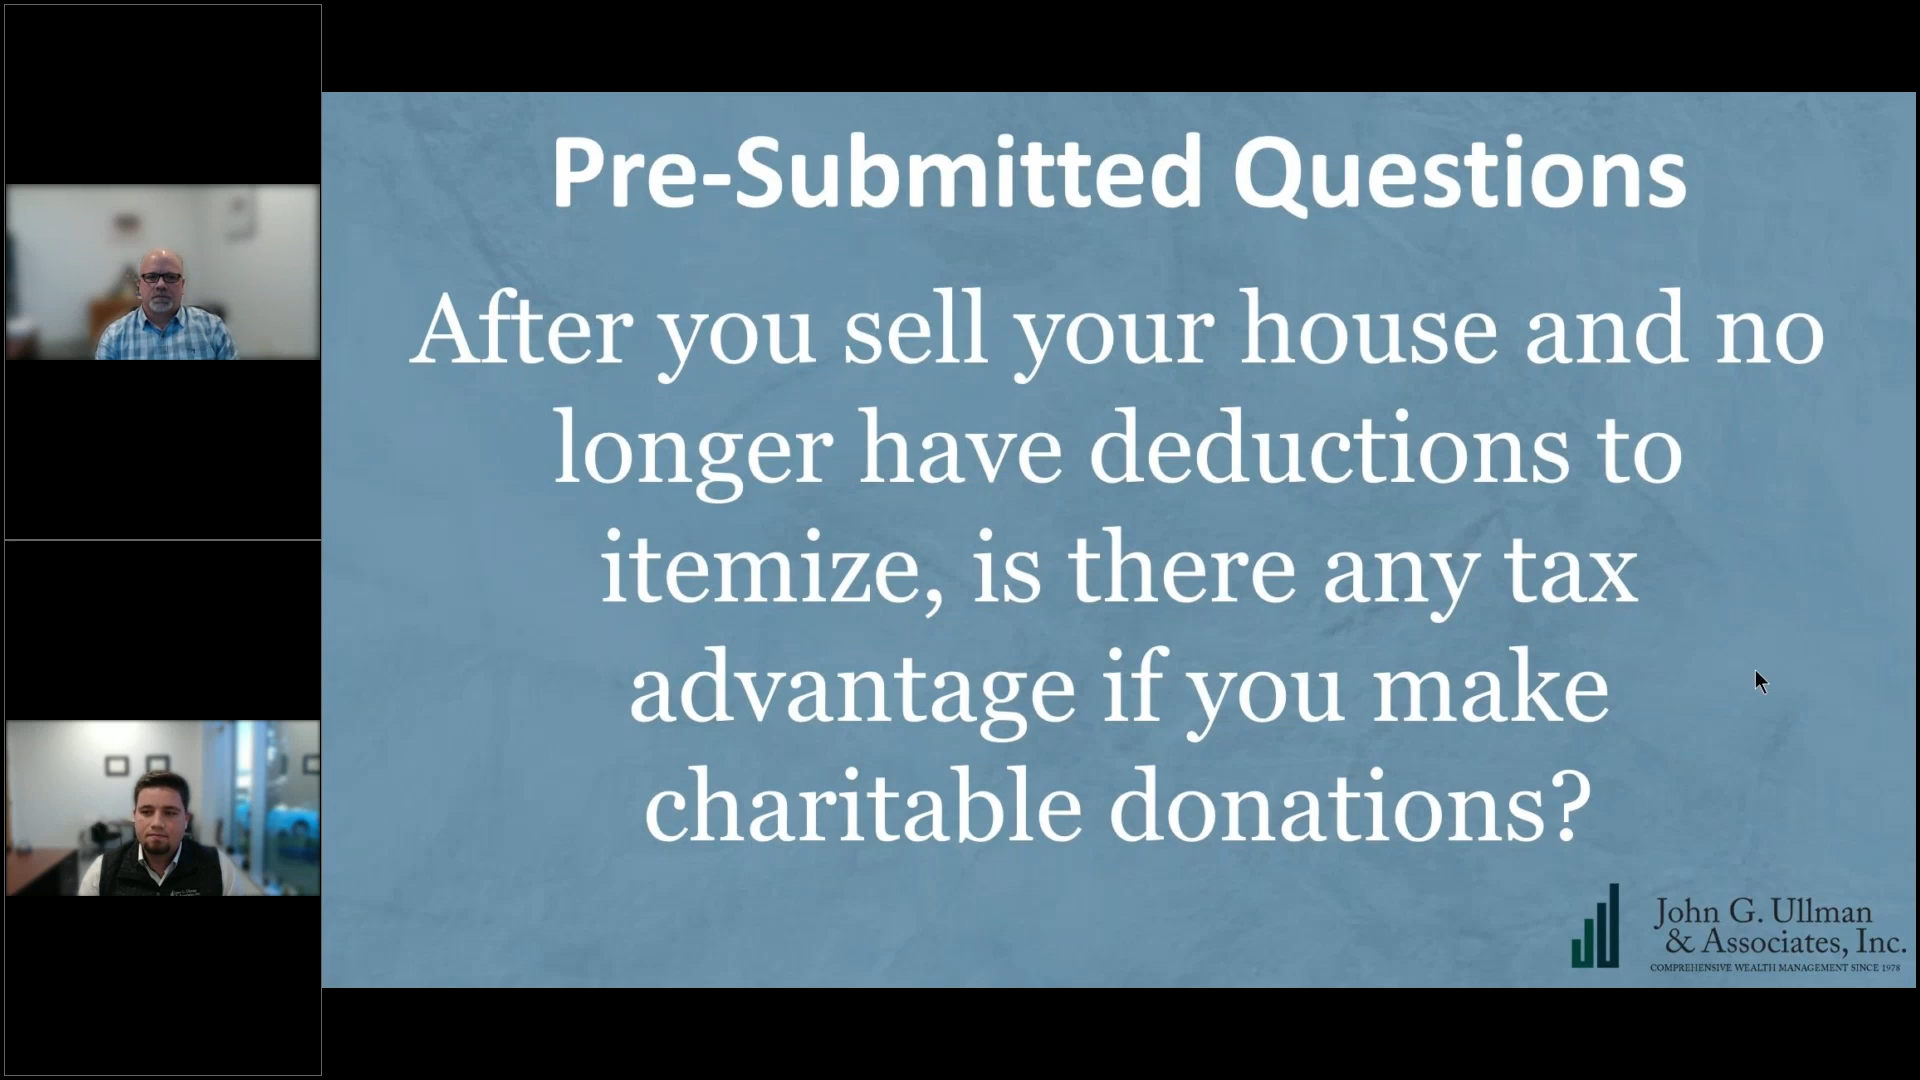 Pre-Submitted Questions
After you sell your house and no
longer have deductions to
itemize, is there any tax
advantage if you make
charitable donations?
John G. Ullman
& Associates, Inc.
COMPREHENSIVE WEALTH MANAGEMENT SINCE 1978